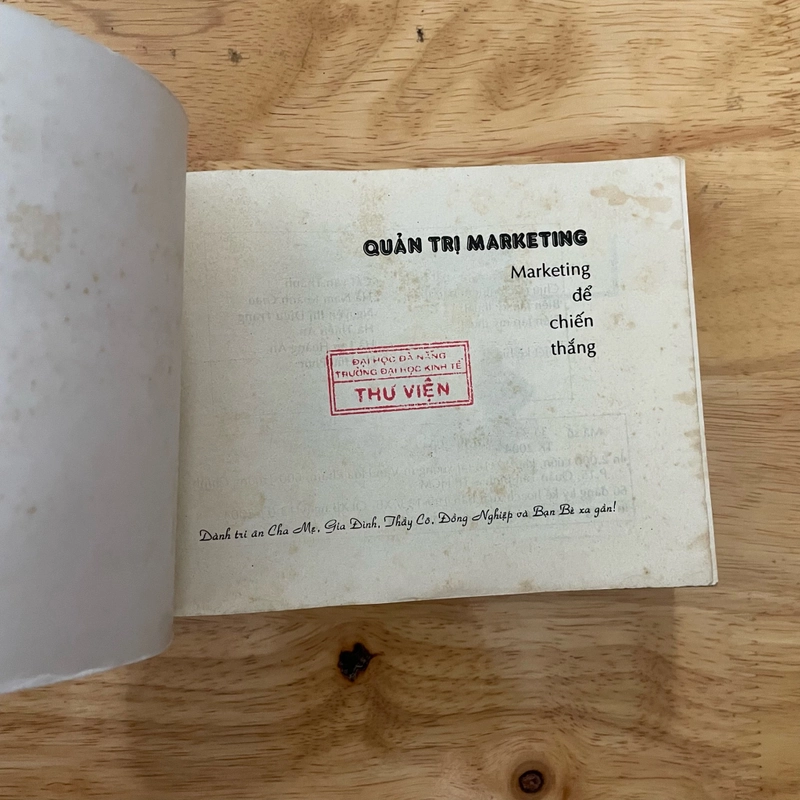 QUẢN TRỊ MARKETING
Marketing
để
chiến
thắng
ĐẠI HỌC ĐÀ NẴNG
TRƯỜNG ĐẠI HỌC KINH TẾ
THƯ VIỆN
Dành tri ân Cha Mẹ, Gia Đình, Thầy Cô, Đồng Nghiệp và Bạn Bè xa gần!